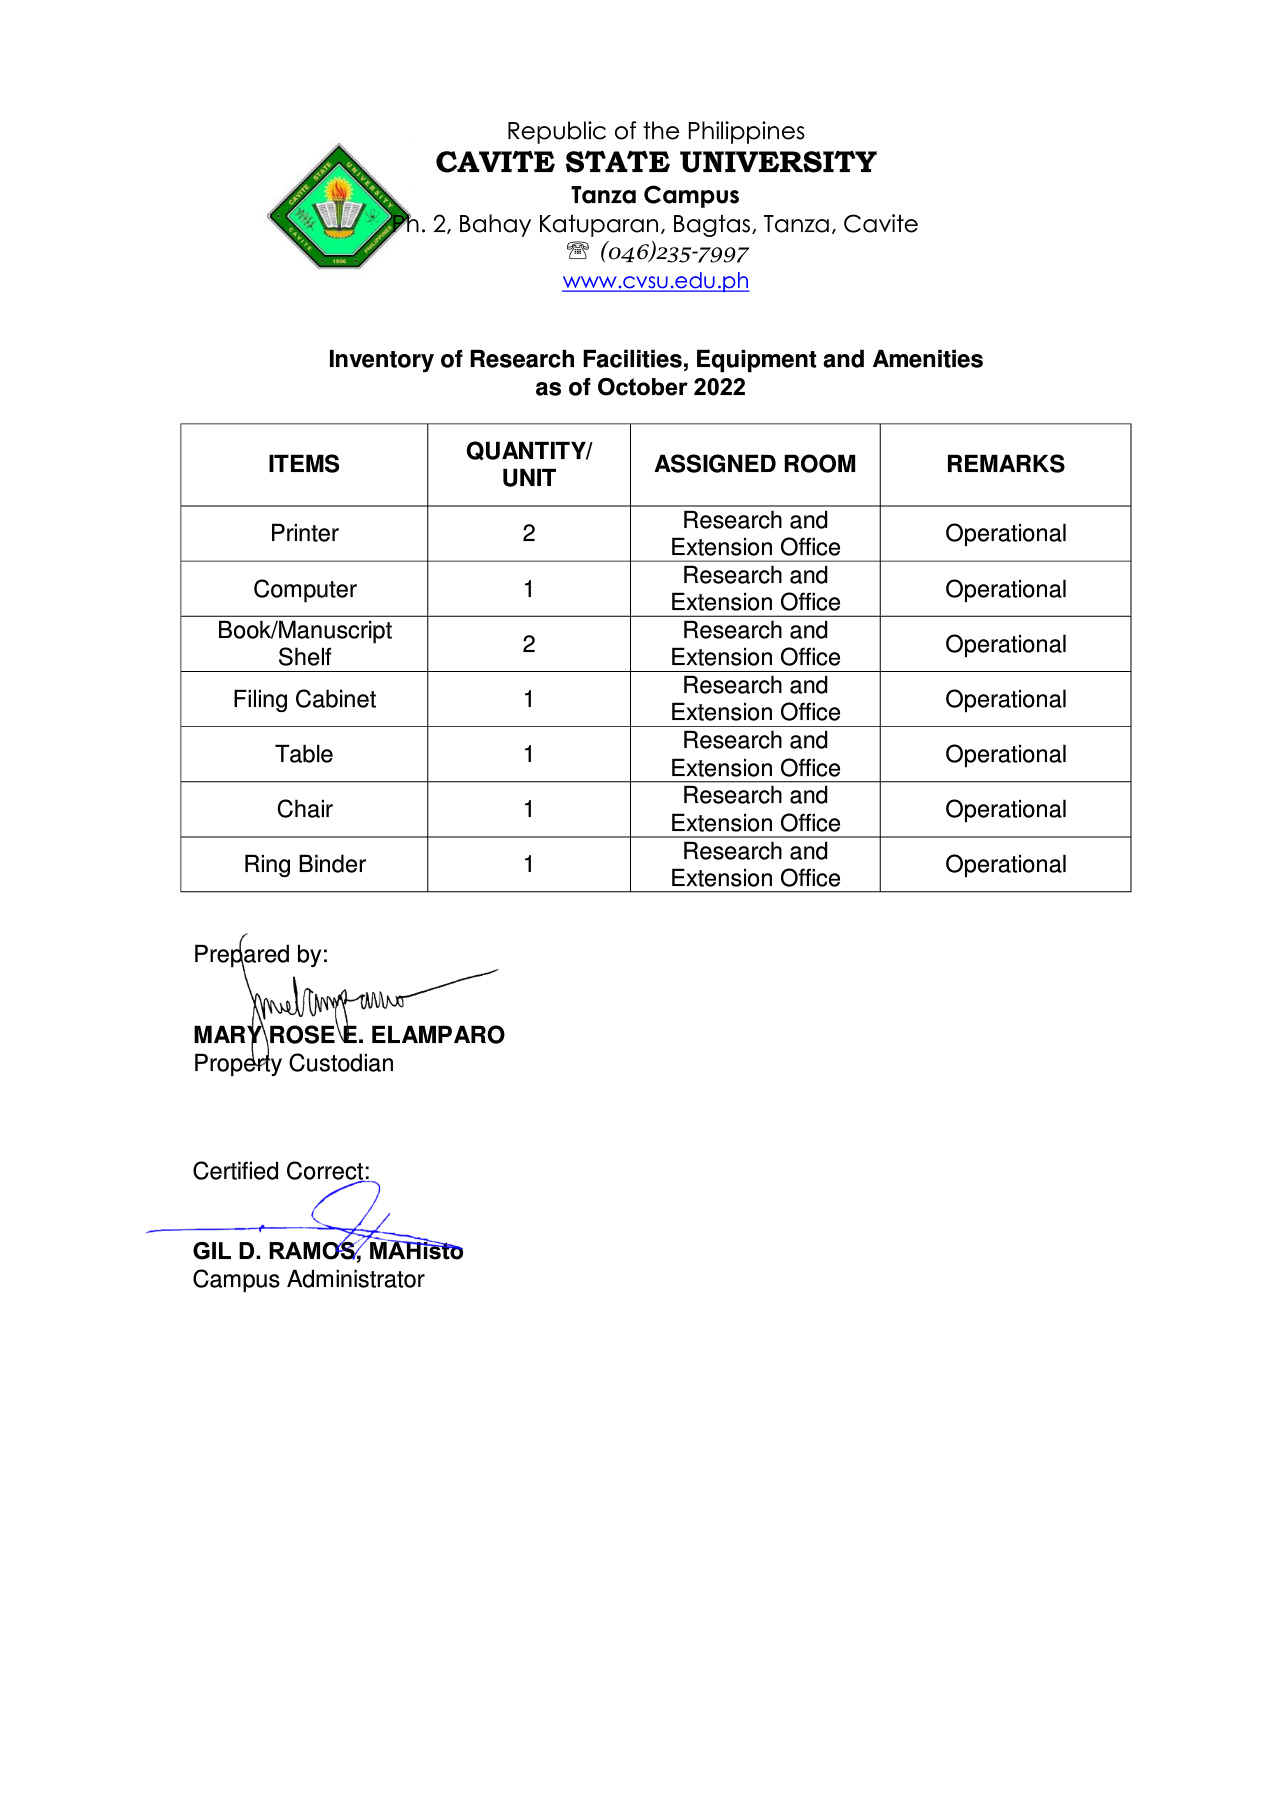 Republic of the Philippines
CAVITE STATE UNIVERSITY
Tanza Campus
Ph. 2, Bahay Katuparan, Bagtas, Tanza, Cavite
☏ (046)235-7997
www.cvsu.edu.ph
CAVITE STATE UNIVERSITY
CAVITE PHILIPPINES
1906
Inventory of Research Facilities, Equipment and Amenities
as of October 2022
ITEMS
QUANTITY/
UNIT
ASSIGNED ROOM
REMARKS
Printer
2
Research and
Extension Office
Operational
Computer
1
Research and
Extension Office
Operational
Book/Manuscript
Shelf
2
Research and
Extension Office
Operational
Filing Cabinet
1
Research and
Extension Office
Operational
Table
1
Research and
Extension Office
Operational
Chair
1
Research and
Extension Office
Operational
Ring Binder
1
Research and
Extension Office
Operational
Prepared by:
MARY ROSE E. ELAMPARO
Property Custodian
Certified Correct:
GIL D. RAMOS, MAHisto
Campus Administrator